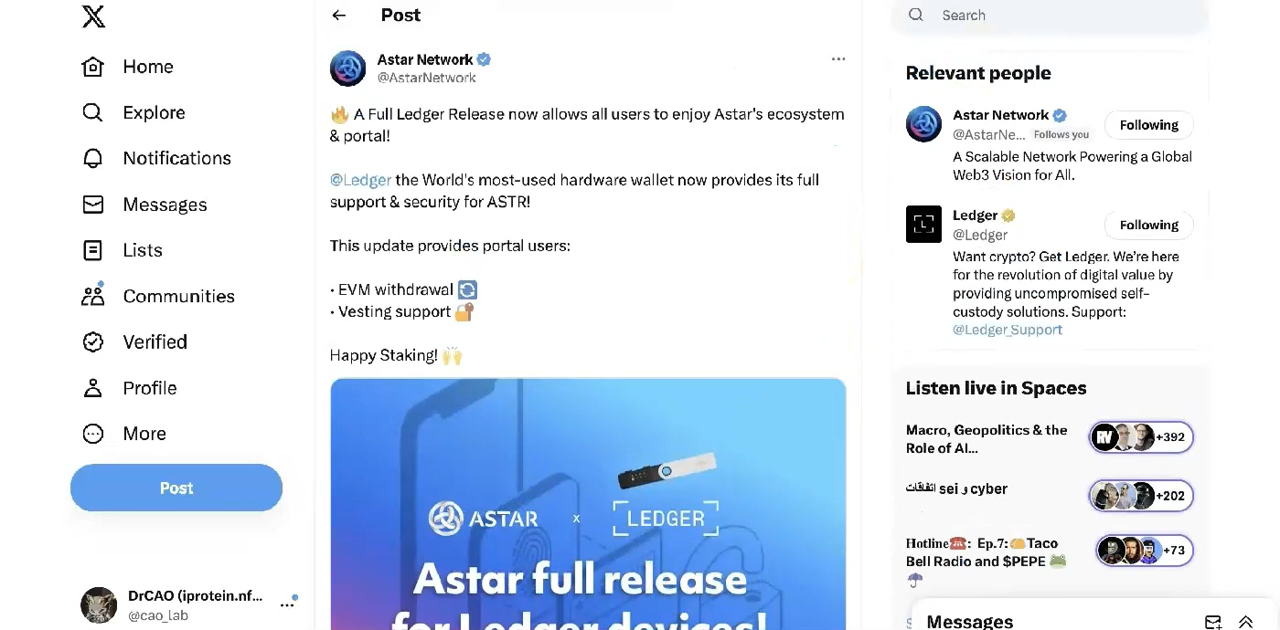 Home
Explore
Notifications
Messages
Lists
Communities
Verified
Profile
More
Post
DrCAO (iprotein.nf...
@cao_lab
Post
Astar Network
@AstarNetwork
🔥 A Full Ledger Release now allows all users to enjoy Astar's ecosystem
& portal!
@Ledger the World's most-used hardware wallet now provides its full
support & security for ASTR!
This update provides portal users:
• EVM withdrawal 🔄
• Vesting support 🔐
Happy Staking! 🙌
ASTAR x LEDGER
Astar full release
for Ledger devices!
Search
Relevant people
Astar Network
@AstarNe... Follows you
Following
A Scalable Network Powering a Global
Web3 Vision for All.
Ledger
@Ledger
Following
Want crypto? Get Ledger. We're here
for the revolution of digital value by
providing uncompromised self-
custody solutions. Support:
@Ledger_Support
Listen live in Spaces
Macro, Geopolitics & the
Role of AI...
+392
اتفاقات sei و cyber
+202
Hotline☎️: Ep.7:🌮Taco
Bell Radio and $PEPE 🐸
☂️
+73
Messages